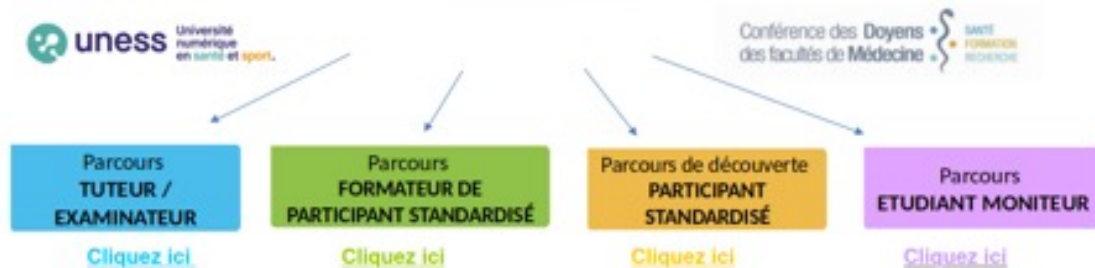 uness
Université
numérique
en santé et sport.
Conférence des Doyens
des facultés de Médecine
SANTÉ
FORMATION
RECHERCHE
Parcours
TUTEUR /
EXAMINATEUR
Cliquez ici
Parcours
FORMATEUR DE
PARTICIPANT STANDARDISÉ
Cliquez ici
Parcours de découverte
PARTICIPANT
STANDARDISÉ
Cliquez ici
Parcours
ETUDIANT MONITEUR
Cliquez ici